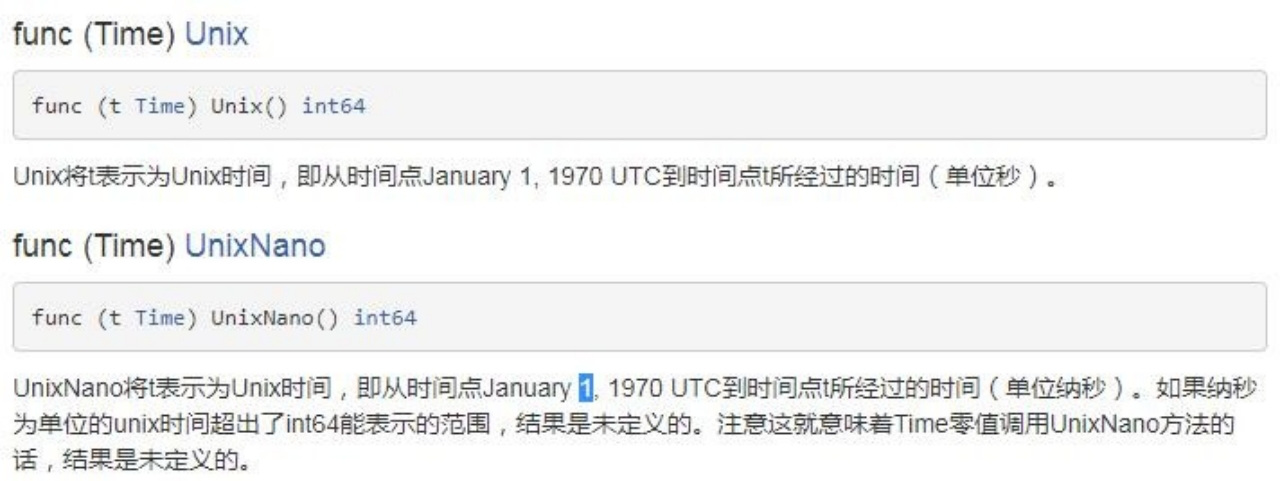 func (Time) Unix
func (t Time) Unix() int64
Unix将t表示为Unix时间，即从时间点January 1, 1970 UTC到时间点t所经过的时间（单位秒）。
func (Time) UnixNano
func (t Time) UnixNano() int64
UnixNano将t表示为Unix时间，即从时间点January 1, 1970 UTC到时间点t所经过的时间（单位纳秒）。如果纳秒
为单位的unix时间超出了int64能表示的范围，结果是未定义的。注意这就意味着Time零值调用UnixNano方法的
话，结果是未定义的。